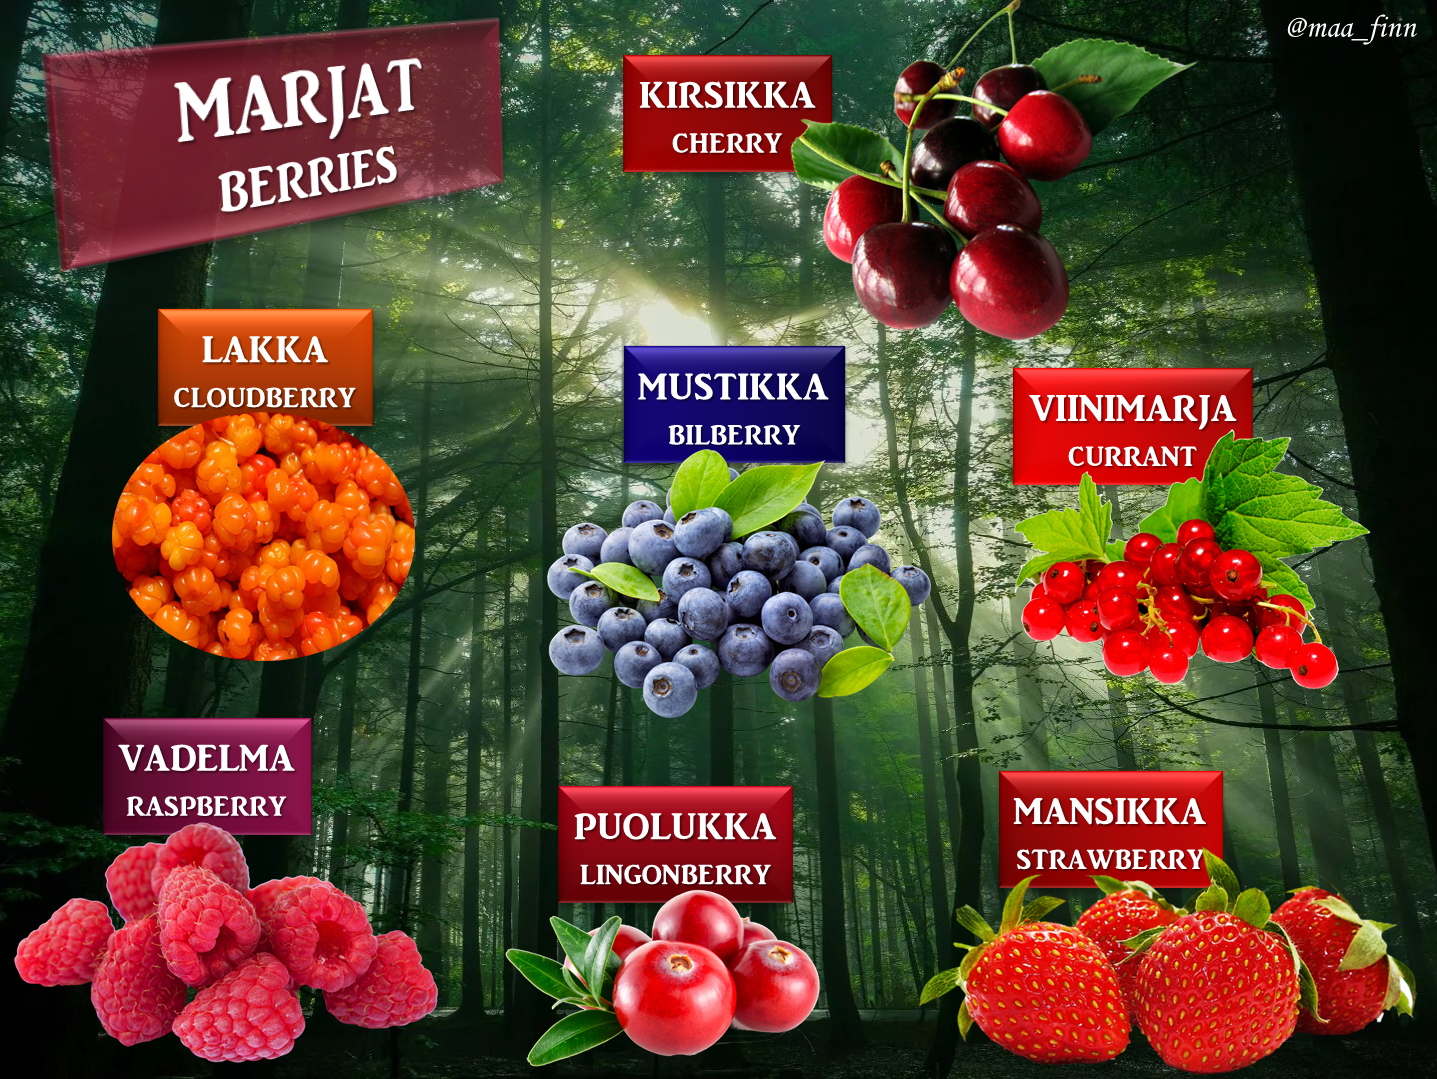 MARJAT
BERRIES
@maa_finn
KIRSIKKA
CHERRY
LAKKA
CLOUDBERRY
MUSTIKKA
BILBERRY
VIINIMARJA
CURRANT
VADELMA
RASPBERRY
PUOLUKKA
LINGONBERRY
MANSIKKA
STRAWBERRY